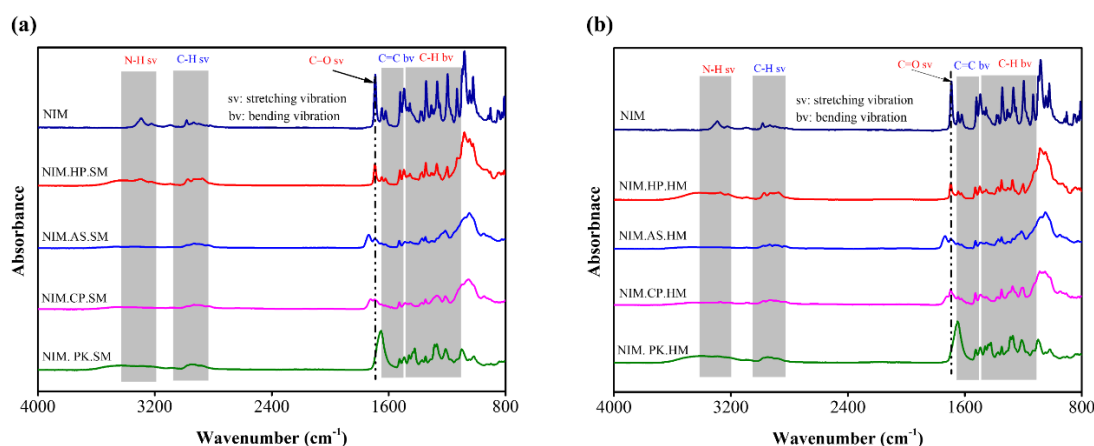 (a)
N-H sv
C-H sv
C=O sv
C=C bv
C-H bv
sv: stretching vibration
bv: bending vibration
NIM
NIM.HP.SM
NIM.AS.SM
NIM.CP.SM
NIM. PK.SM
Absorbance
4000
3200
2400
1600
800
Wavenumber (cm-1)
(b)
N-H sv
C-H sv
C=O sv
C=C bv
C-H bv
sv: stretching vibration
bv: bending vibration
NIM
NIM.HP.HM
NIM.AS.HM
NIM.CP.HM
NIM. PK.HM
Absorbnace
4000
3200
2400
1600
800
Wavenumber (cm-1)